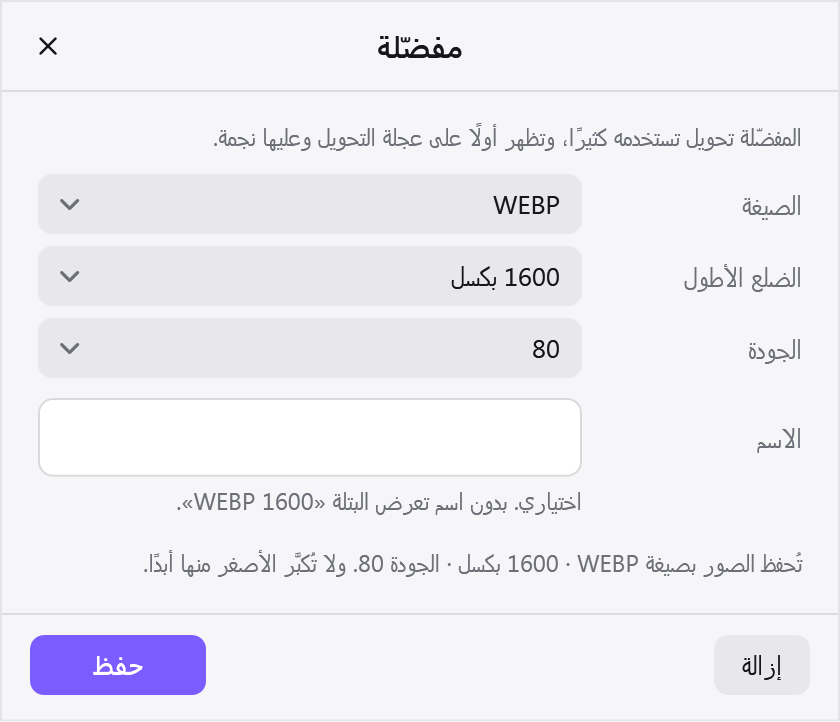 مفضّلة
المفضّلة تحويل تستخدمه كثيرًا، وتظهر أولًا على عجلة التحويل وعليها نجمة.
الصيغة WEBP
الضلع الأطول 1600 بكسل
الجودة 80
الاسم
اختياري. بدون اسم تعرض البتلة «WEBP 1600».
تُحفظ الصور بصيغة WEBP · 1600 بكسل · الجودة 80. ولا تُكبَّر الأصغر منها أبدًا.
إزالة
حفظ